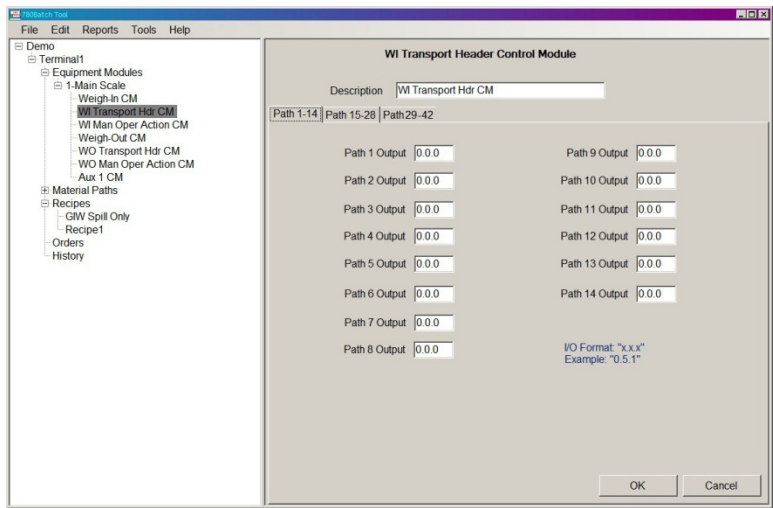 780Batch Tool
File Edit Reports Tools Help
Demo
Terminal1
Equipment Modules
1-Main Scale
Weigh-In CM
WI Transport Hdr CM
WI Man Oper Action CM
Weigh-Out CM
WO Transport Hdr CM
WO Man Oper Action CM
Aux 1 CM
Material Paths
Recipes
GIW Spill Only
Recipe1
Orders
History
WI Transport Header Control Module
Description WI Transport Hdr CM
Path 1-14 Path 15-28 Path29-42
Path 1 Output 0.0.0 Path 9 Output 0.0.0
Path 2 Output 0.0.0 Path 10 Output 0.0.0
Path 3 Output 0.0.0 Path 11 Output 0.0.0
Path 4 Output 0.0.0 Path 12 Output 0.0.0
Path 5 Output 0.0.0 Path 13 Output 0.0.0
Path 6 Output 0.0.0 Path 14 Output 0.0.0
Path 7 Output 0.0.0
Path 8 Output 0.0.0
I/O Format: "x.x.x"
Example: "0.5.1"
OK Cancel